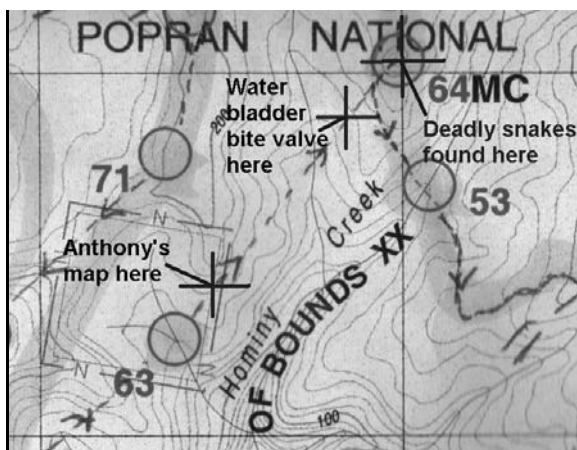 POPRAN NATIONAL
64MC
Water
bladder
bite valve
here
200
Deadly snakes
found here
71
53
N
Anthony's
map here
Creek
Hominy
OF BOUNDS XX
63
N
100